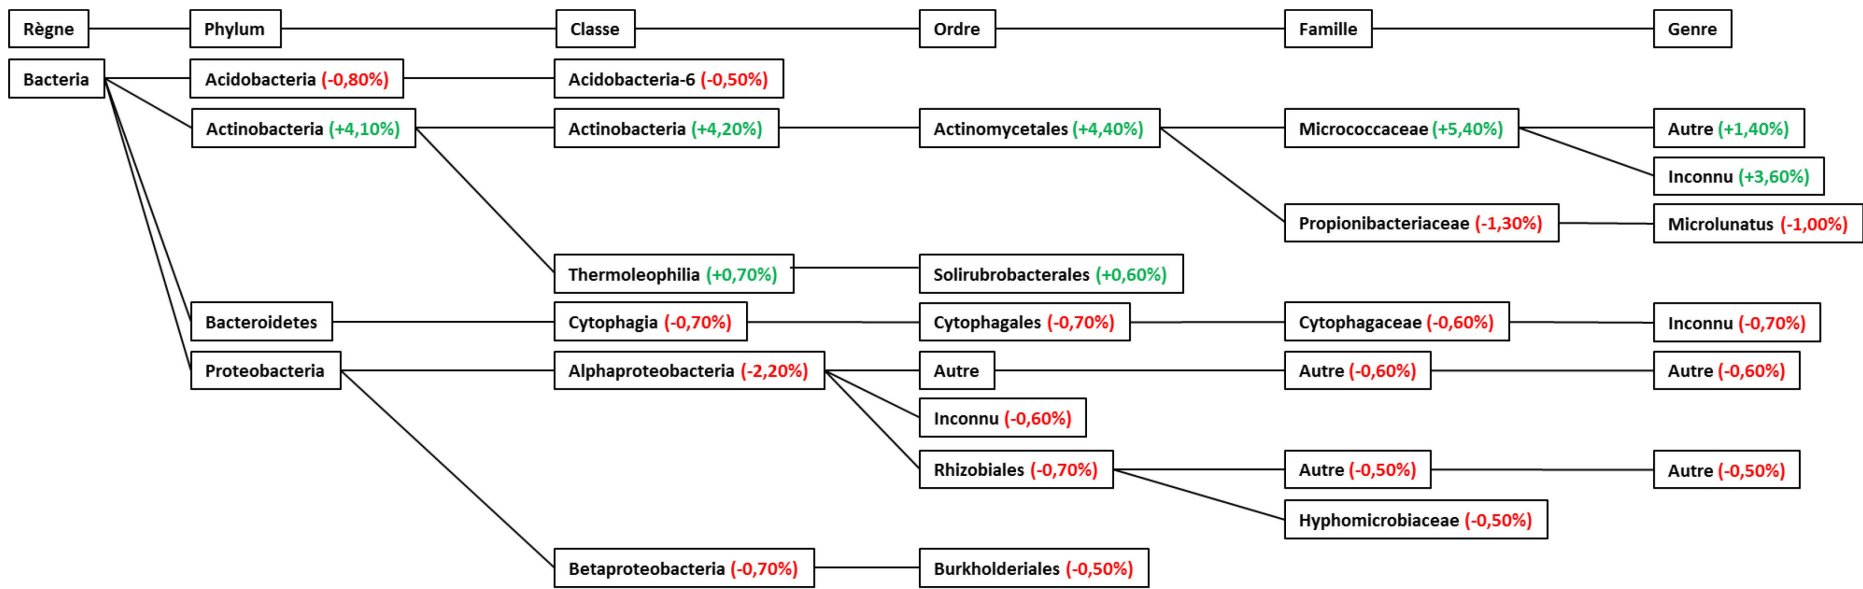 Règne Phylum Classe Ordre Famille Genre
Bacteria Acidobacteria (-0,80%) Acidobacteria-6 (-0,50%)
Actinobacteria (+4,10%) Actinobacteria (+4,20%) Actinomycetales (+4,40%) Micrococcaceae (+5,40%) Autre (+1,40%)
Inconnu (+3,60%)
Propionibacteriaceae (-1,30%) Microlunatus (-1,00%)
Thermoleophilia (+0,70%) Solirubrobacterales (+0,60%)
Bacteroidetes Cytophagia (-0,70%) Cytophagales (-0,70%) Cytophagaceae (-0,60%) Inconnu (-0,70%)
Proteobacteria Alphaproteobacteria (-2,20%) Autre Autre (-0,60%) Autre (-0,60%)
Inconnu (-0,60%)
Rhizobiales (-0,70%) Autre (-0,50%) Autre (-0,50%)
Hyphomicrobiaceae (-0,50%)
Betaproteobacteria (-0,70%) Burkholderiales (-0,50%)